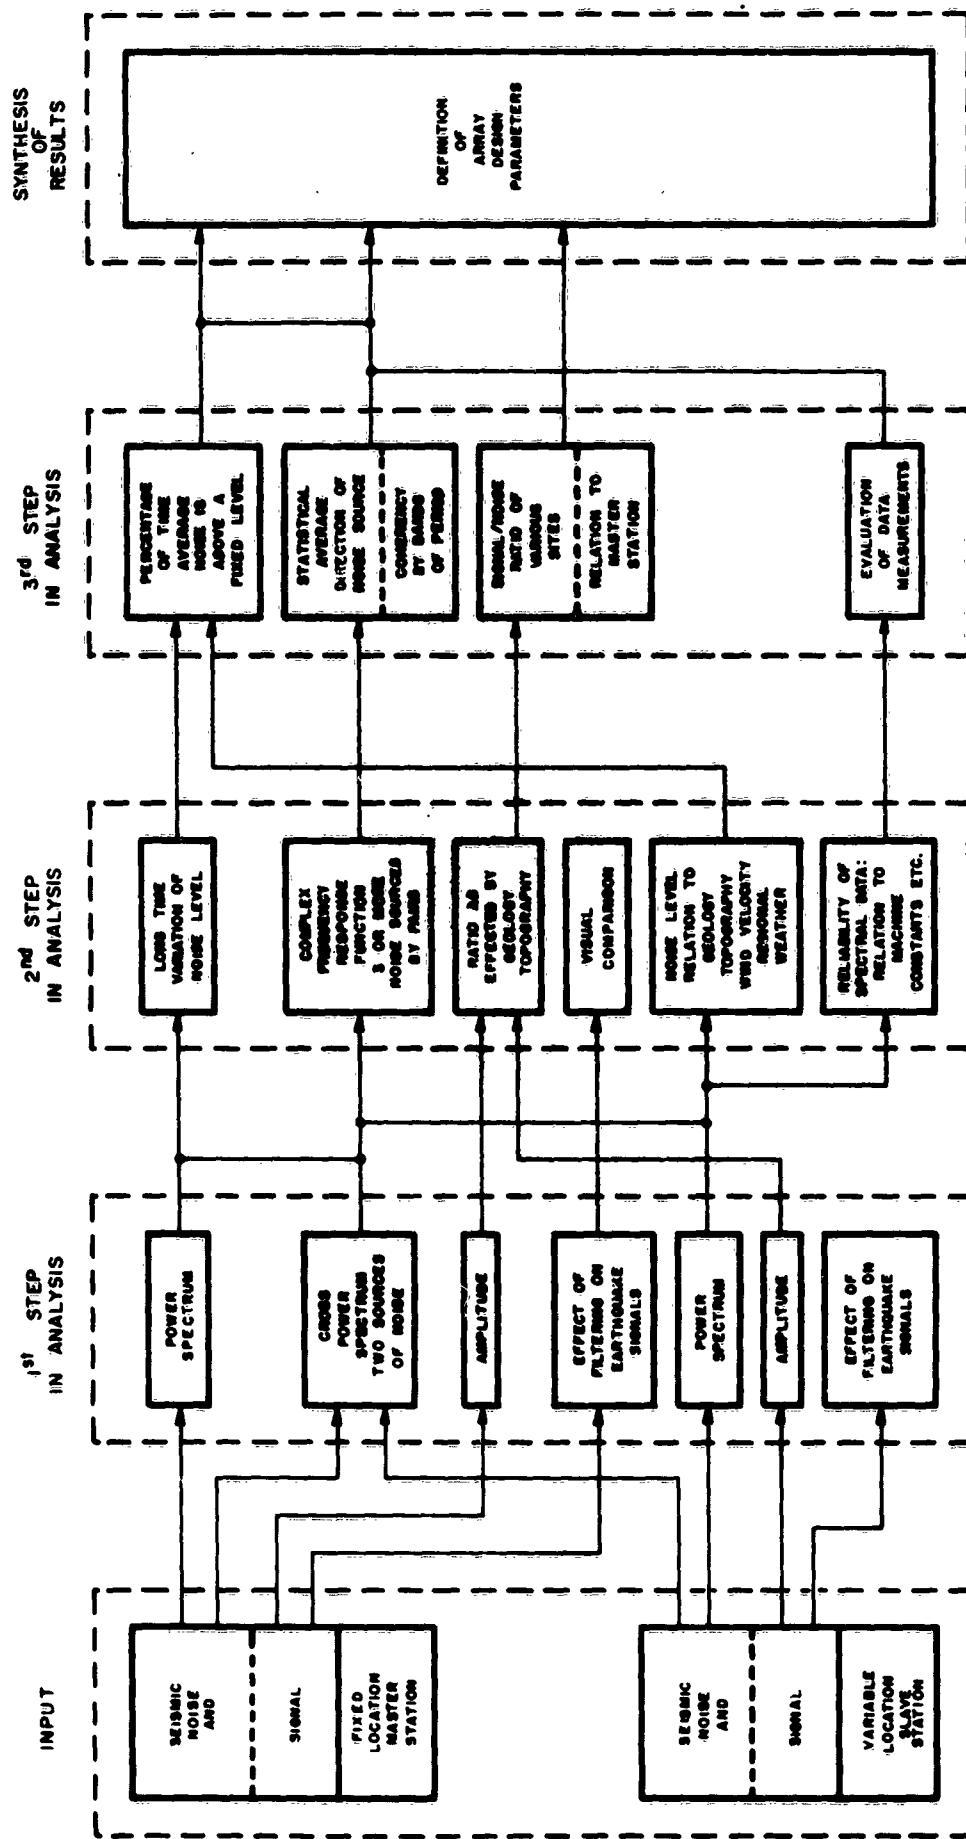 INPUT
SEISMIC
NOISE
AND
SIGNAL
FIXED
LOCATION
MASTER
STATION
SEISMIC
NOISE
AND
SIGNAL
VARIABLE
LOCATION
SLAVE
STATION
1st STEP
IN ANALYSIS
POWER
SPECTRUM
CROSS
POWER
SPECTRUM
TWO SOURCES
OF NOISE
AMPLITUDE
EFFECT OF
FILTERING ON
EARTHQUAKE
SIGNALS
POWER
SPECTRUM
AMPLITUDE
EFFECT OF
FILTERING ON
EARTHQUAKE
SIGNALS
2nd STEP
IN ANALYSIS
LONG TIME
VARIATION OF
NOISE LEVEL
COMPLEX
FREQUENCY
RESPONSE
FUNCTION
3 OR MORE
NOISE SOURCES
BY PAIRS
RATIO AS
EFFECTED BY
GEOLOGY
TOPOGRAPHY
VISUAL
COMPARISON
NOISE LEVEL
RELATION TO
GEOLOGY
TOPOGRAPHY
WIND VELOCITY
REGIONAL
WEATHER
RELIABILITY OF
SPECTRAL DATA:
RELATION TO
MACHINE
CONSTANTS ETC.
3rd STEP
IN ANALYSIS
PERCENTAGE
OF TIME
AVERAGE
NOISE IS
ABOVE A
FIXED LEVEL
STATISTICAL
AVERAGE
DIRECTION OF
NOISE SOURCE
COHERENCY
BY BANDS
OF PERIOD
SIGNAL/NOISE
RATIO OF
VARIOUS
SITES
RELATION TO
MASTER
STATION
EVALUATION
OF DATA
MEASUREMENTS
SYNTHESIS
OF
RESULTS
DEFINITION
OF
ARRAY
DESIGN
PARAMETERS